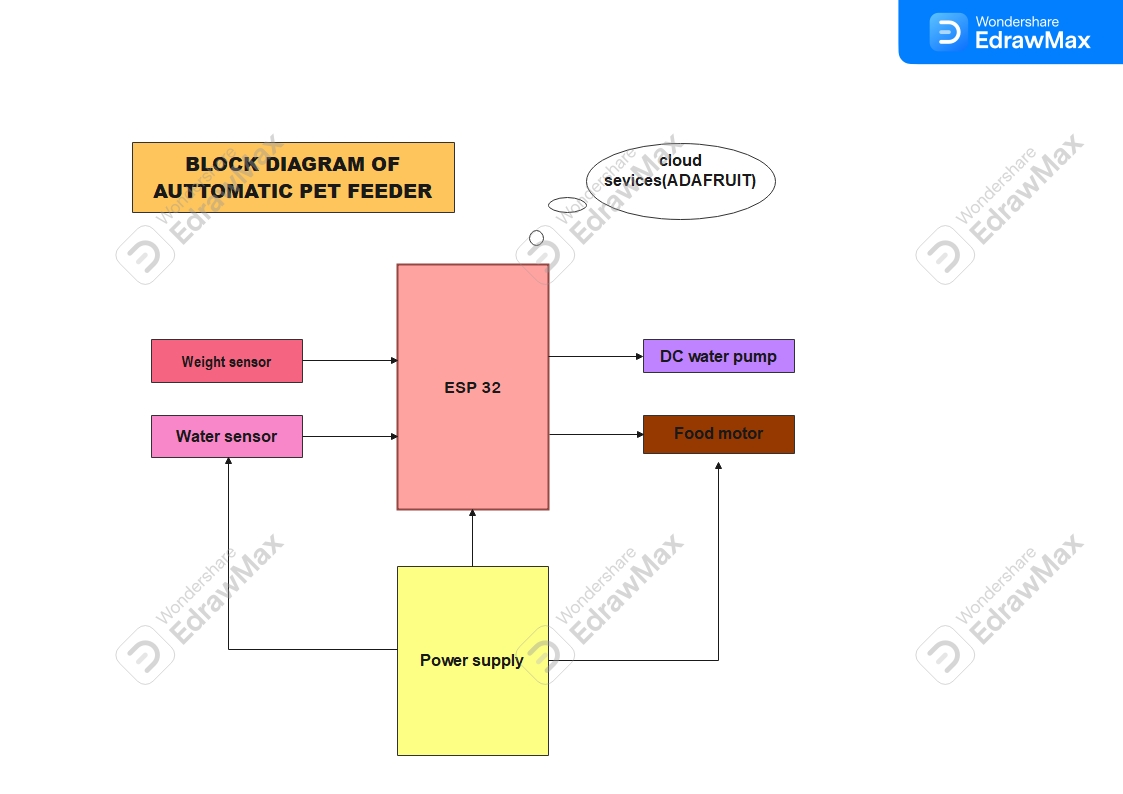 Wondershare
EdrawMax
BLOCK DIAGRAM OF
AUTTOMATIC PET FEEDER
cloud
sevices(ADAFRUIT)
Weight sensor
Water sensor
ESP 32
DC water pump
Food motor
Power supply
Wondershare
EdrawMax
Wondershare
EdrawMax
Wondershare
EdrawMax
Wondershare
EdrawMax
Wondershare
EdrawMax
Wondershare
EdrawMax